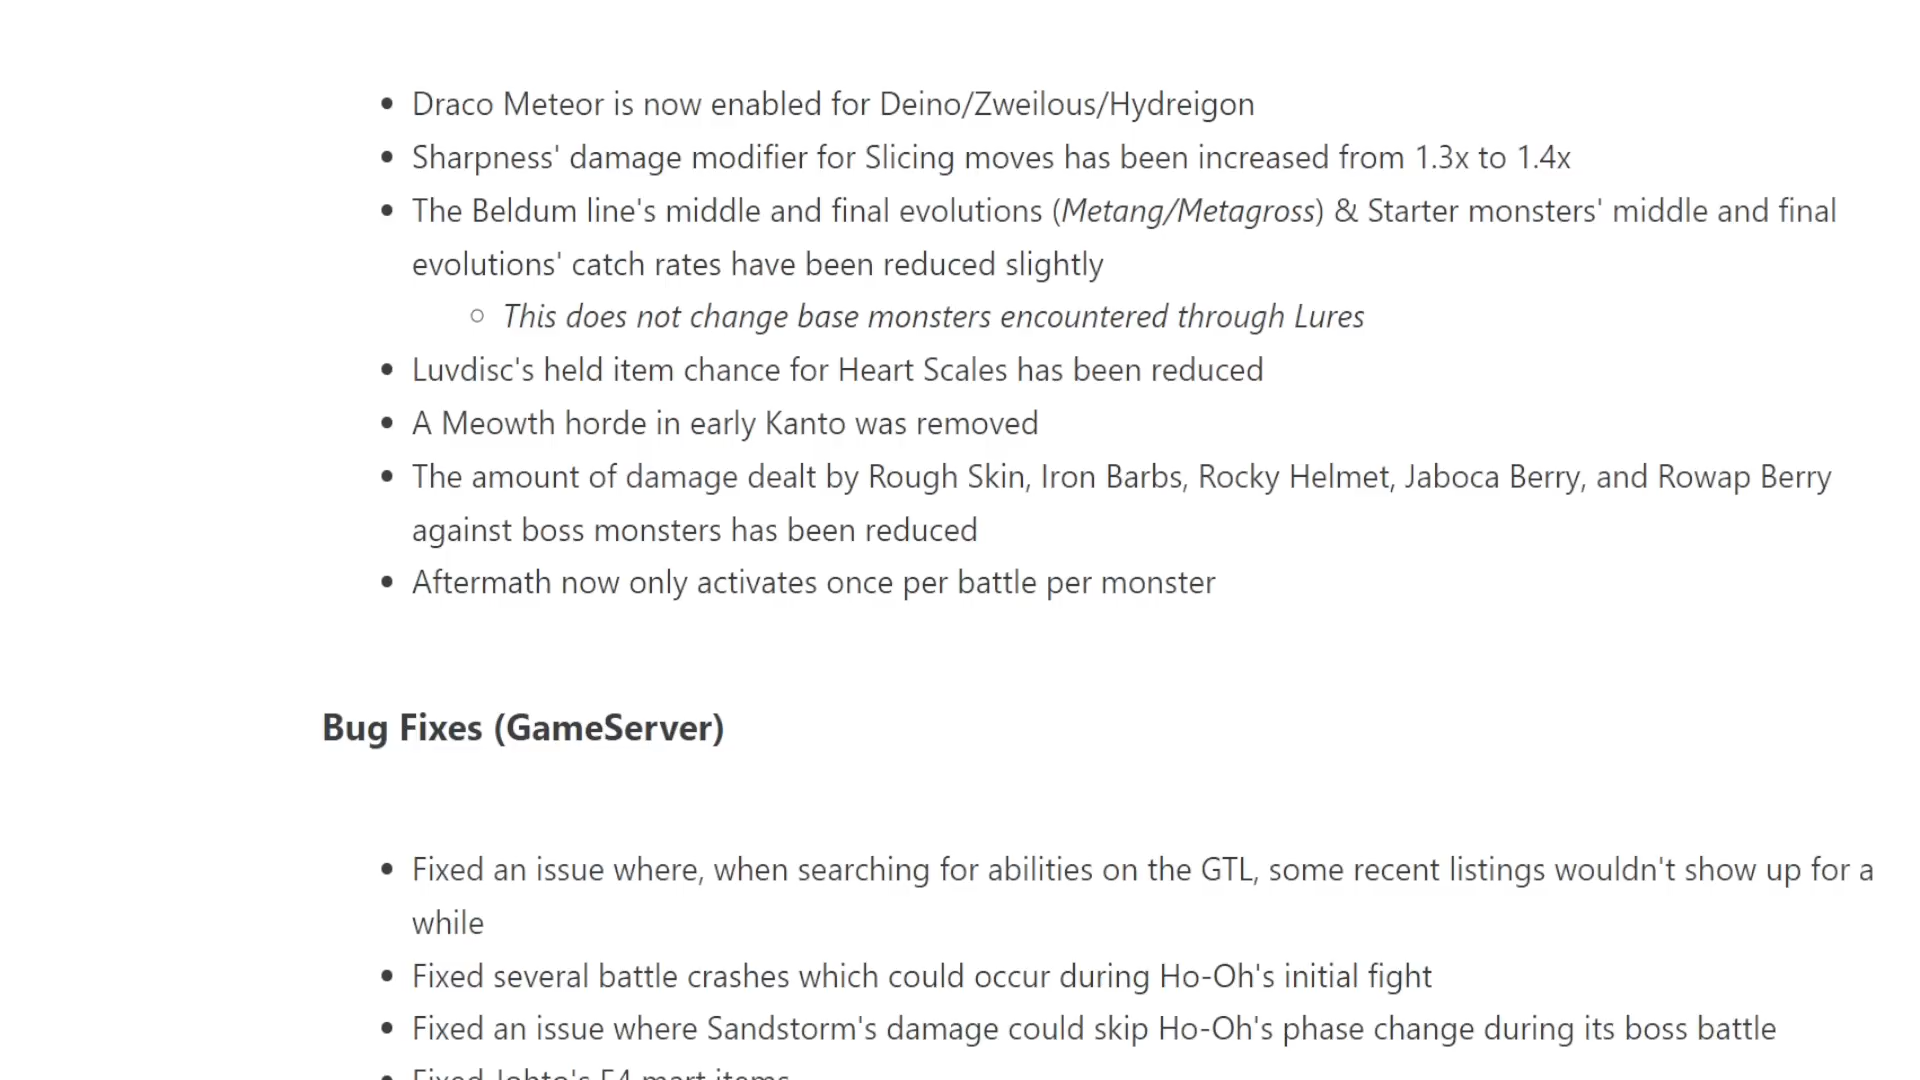 • Draco Meteor is now enabled for Deino/Zweilous/Hydreigon
• Sharpness' damage modifier for Slicing moves has been increased from 1.3x to 1.4x
• The Beldum line's middle and final evolutions (Metang/Metagross) & Starter monsters' middle and final
evolutions' catch rates have been reduced slightly
○ This does not change base monsters encountered through Lures
• Luvdisc's held item chance for Heart Scales has been reduced
• A Meowth horde in early Kanto was removed
• The amount of damage dealt by Rough Skin, Iron Barbs, Rocky Helmet, Jaboca Berry, and Rowap Berry
against boss monsters has been reduced
• Aftermath now only activates once per battle per monster
Bug Fixes (GameServer)
• Fixed an issue where, when searching for abilities on the GTL, some recent listings wouldn't show up for a
while
• Fixed several battle crashes which could occur during Ho-Oh's initial fight
• Fixed an issue where Sandstorm's damage could skip Ho-Oh's phase change during its boss battle
• Fixed Johto's E4 mart items